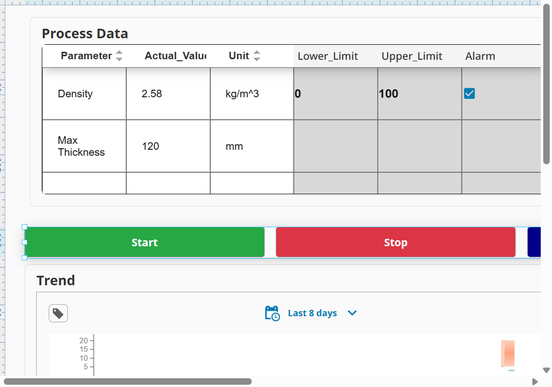 Process Data
Parameter Actual_Valu Unit Lower_Limit Upper_Limit Alarm
Density 2.58 kg/m^3 0 100
Max
Thickness 120 mm
Start Stop
Trend
Last 8 days
20
15
10
5